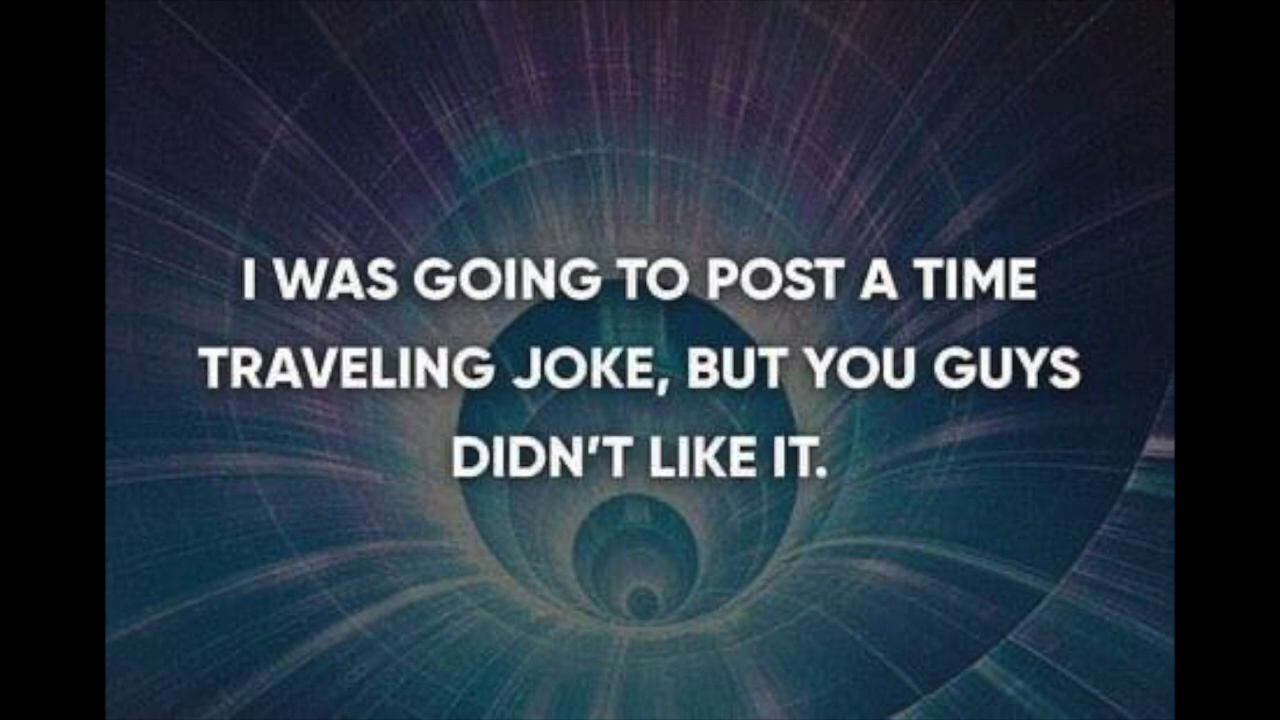 I WAS GOING TO POST A TIME
TRAVELING JOKE, BUT YOU GUYS
DIDN'T LIKE IT.